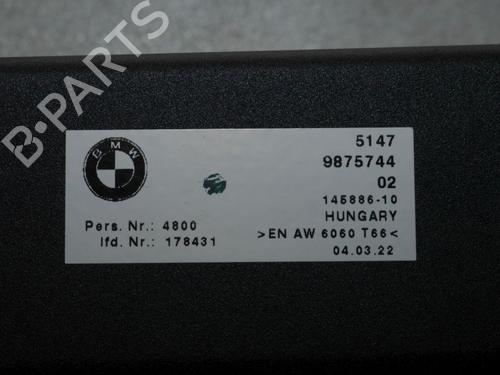 B-PARTS
BMW
5147
9875744
02
145886-10
HUNGARY
Pers. Nr.: 4800
lfd. Nr.: 178431
>EN AW 6060 T66<
04.03.22